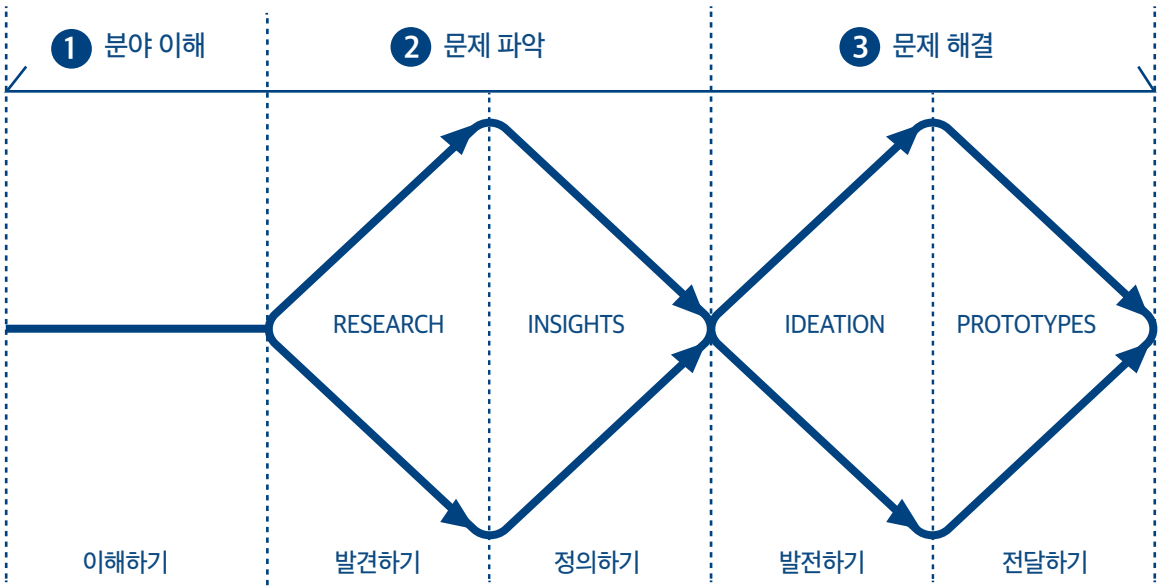 1 분야 이해
2 문제 파악
3 문제 해결
RESEARCH
INSIGHTS
IDEATION
PROTOTYPES
이해하기
발견하기
정의하기
발전하기
전달하기